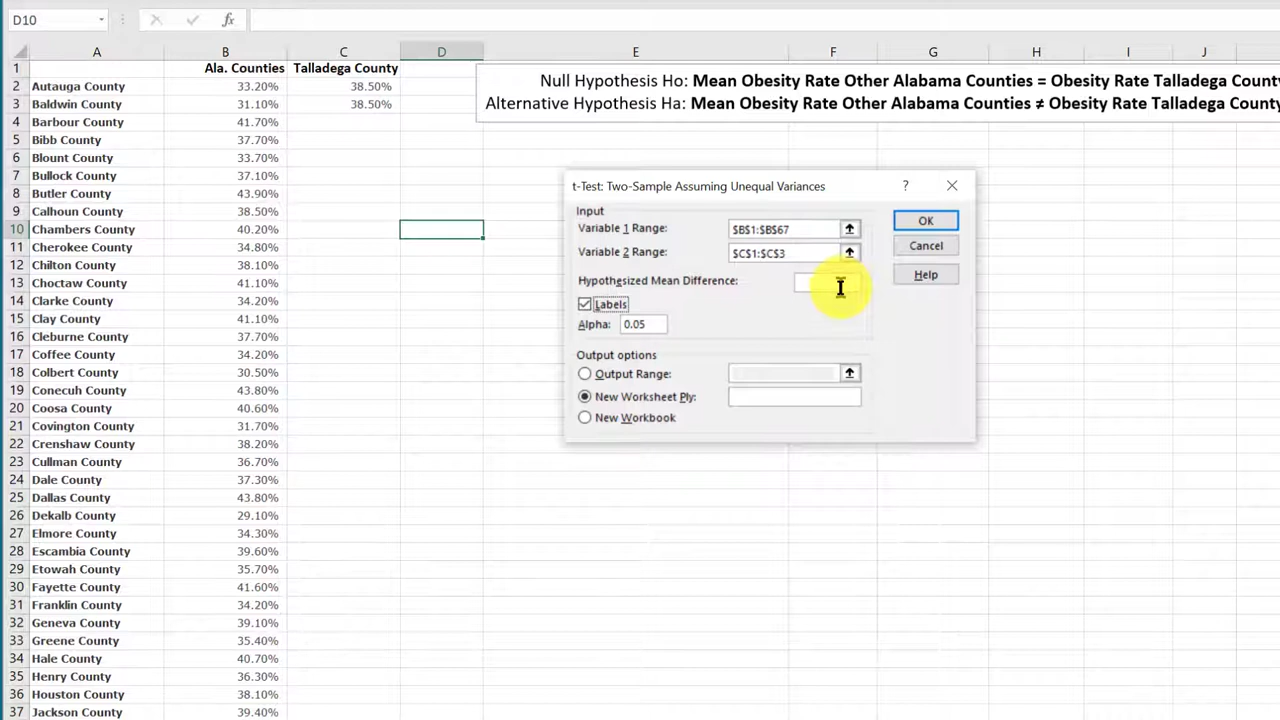 D10
fx
A B C D E F G H I J
1 Ala. Counties Talladega County
2 Autauga County 33.20% 38.50%
3 Baldwin County 31.10% 38.50%
4 Barbour County 41.70%
5 Bibb County 37.70%
6 Blount County 33.70%
7 Bullock County 37.10%
8 Butler County 43.90%
9 Calhoun County 38.50%
10 Chambers County 40.20%
11 Cherokee County 34.80%
12 Chilton County 38.10%
13 Choctaw County 41.10%
14 Clarke County 34.20%
15 Clay County 41.10%
16 Cleburne County 37.70%
17 Coffee County 34.20%
18 Colbert County 30.50%
19 Conecuh County 43.80%
20 Coosa County 40.60%
21 Covington County 31.70%
22 Crenshaw County 38.20%
23 Cullman County 36.70%
24 Dale County 37.30%
25 Dallas County 43.80%
26 Dekalb County 29.10%
27 Elmore County 34.30%
28 Escambia County 39.60%
29 Etowah County 35.70%
30 Fayette County 41.60%
31 Franklin County 34.20%
32 Geneva County 39.10%
33 Greene County 35.40%
34 Hale County 40.70%
35 Henry County 36.30%
36 Houston County 38.10%
37 Jackson County 39.40%
Null Hypothesis Ho: Mean Obesity Rate Other Alabama Counties = Obesity Rate Talladega County
Alternative Hypothesis Ha: Mean Obesity Rate Other Alabama Counties ≠ Obesity Rate Talladega County
t-Test: Two-Sample Assuming Unequal Variances ?
Input
Variable 1 Range: $B$1:$B$67
Variable 2 Range: $C$1:$C$3
Hypothesized Mean Difference:
Labels
Alpha: 0.05
Output options
Output Range:
New Worksheet Ply:
New Workbook
OK
Cancel
Help